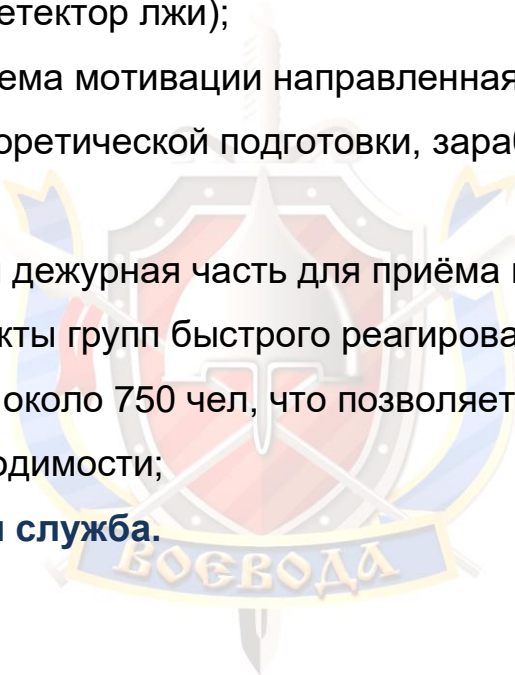 етектор лжи);
ема мотивации направленная
оретической подготовки, зараб
дежурная часть для приёма
кты групп быстрого реагирова
около 750 чел, что позволяет
одимости;
служба.
ВОЕВОДА